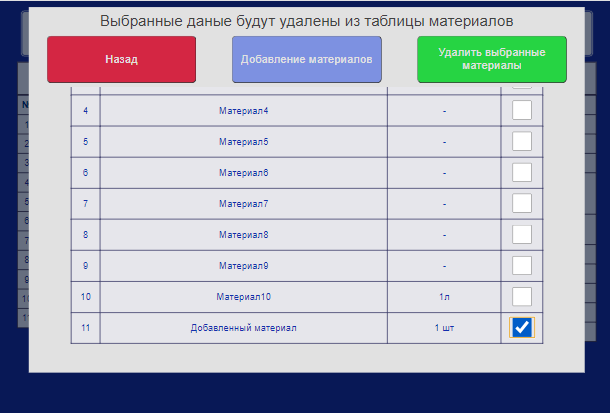 Выбранные даные будут удалены из таблицы материалов
Назад
Добавление материалов
Удалить выбранные
материалы
4 Материал4 -
5 Материал5 -
6 Материал6 -
7 Материал7 -
8 Материал8 -
9 Материал9 -
10 Материал10 1л
11 Добавленный материал 1 шт